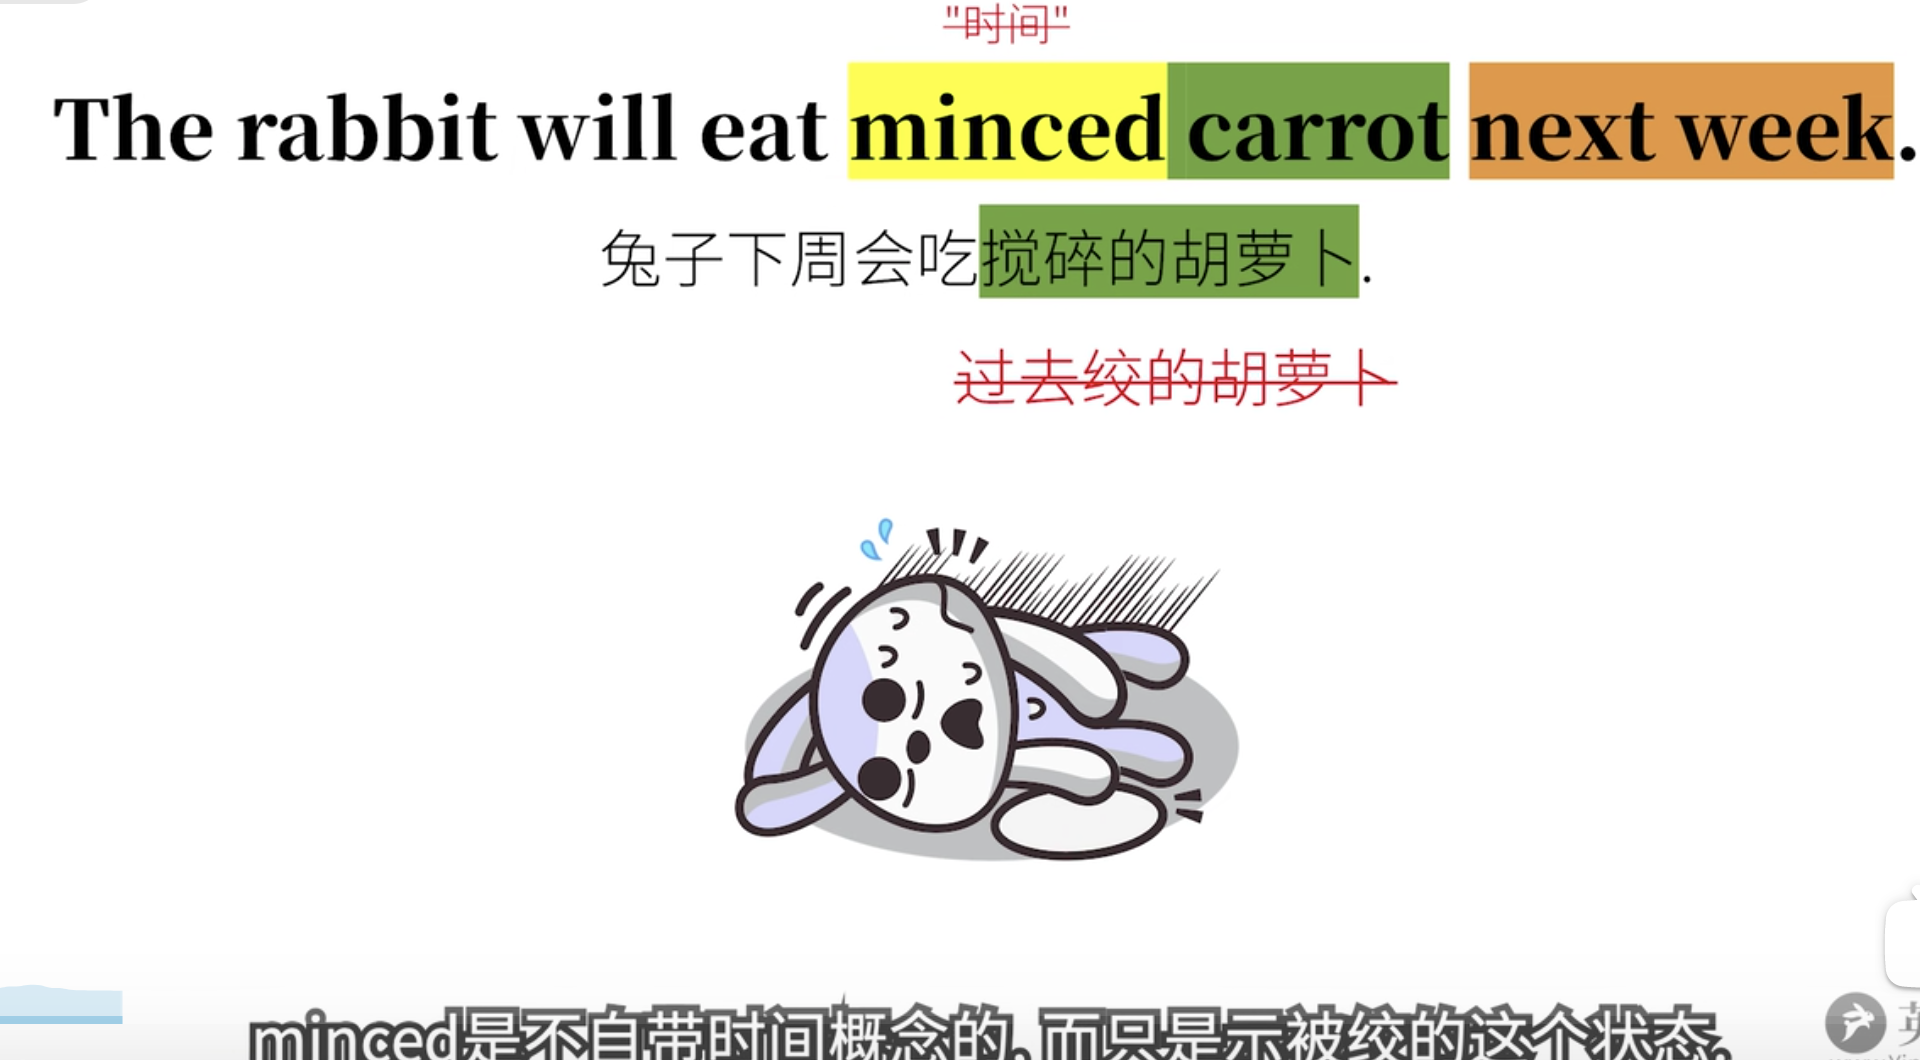 "时间"
The rabbit will eat minced carrot next week.
兔子下周会吃搅碎的胡萝卜.
过去绞的胡萝卜
minced是不自带时间概念的, 而只是示被绞的这个状态,